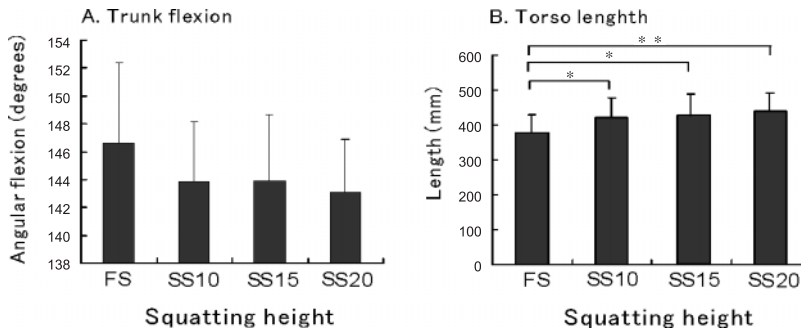 A. Trunk flexion
Angular flexion (degrees)
154
152
150
148
146
144
142
140
138
FS SS10 SS15 SS20
Squatting height
B. Torso lenghth
Length (mm)
600
500
400
300
200
100
0
* *
*
*
FS SS10 SS15 SS20
Squatting height